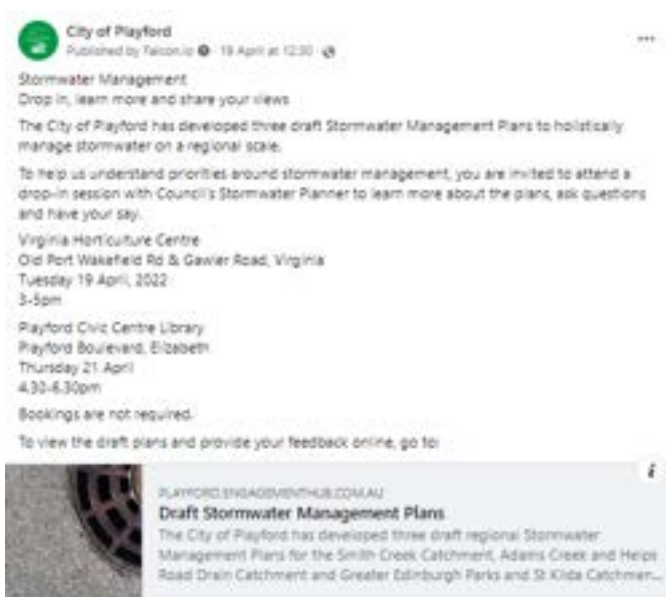 City of Playford
Published by Falcon.io · 19 April at 12:30 ·
Stormwater Management
Drop in, learn more and share your views
The City of Playford has developed three draft Stormwater Management Plans to holistically
manage stormwater on a regional scale.
To help us understand priorities around stormwater management, you are invited to attend a
drop-in session with Council's Stormwater Planner to learn more about the plans, ask questions
and have your say.
Virginia Horticulture Centre
Old Port Wakefield Rd & Gawler Road, Virginia
Tuesday 19 April, 2022
3-5pm
Playford Civic Centre Library
Playford Boulevard, Elizabeth
Thursday 21 April
4.30-6.30pm
Bookings are not required.
To view the draft plans and provide your feedback online, go to:
PLAYFORD.ENGAGEMENTHUB.COM.AU
Draft Stormwater Management Plans
The City of Playford has developed three draft regional Stormwater
Management Plans for the Smith Creek Catchment, Adams Creek and Helps
Road Drain Catchment and Greater Edinburgh Parks and St Kilda Catchmen...